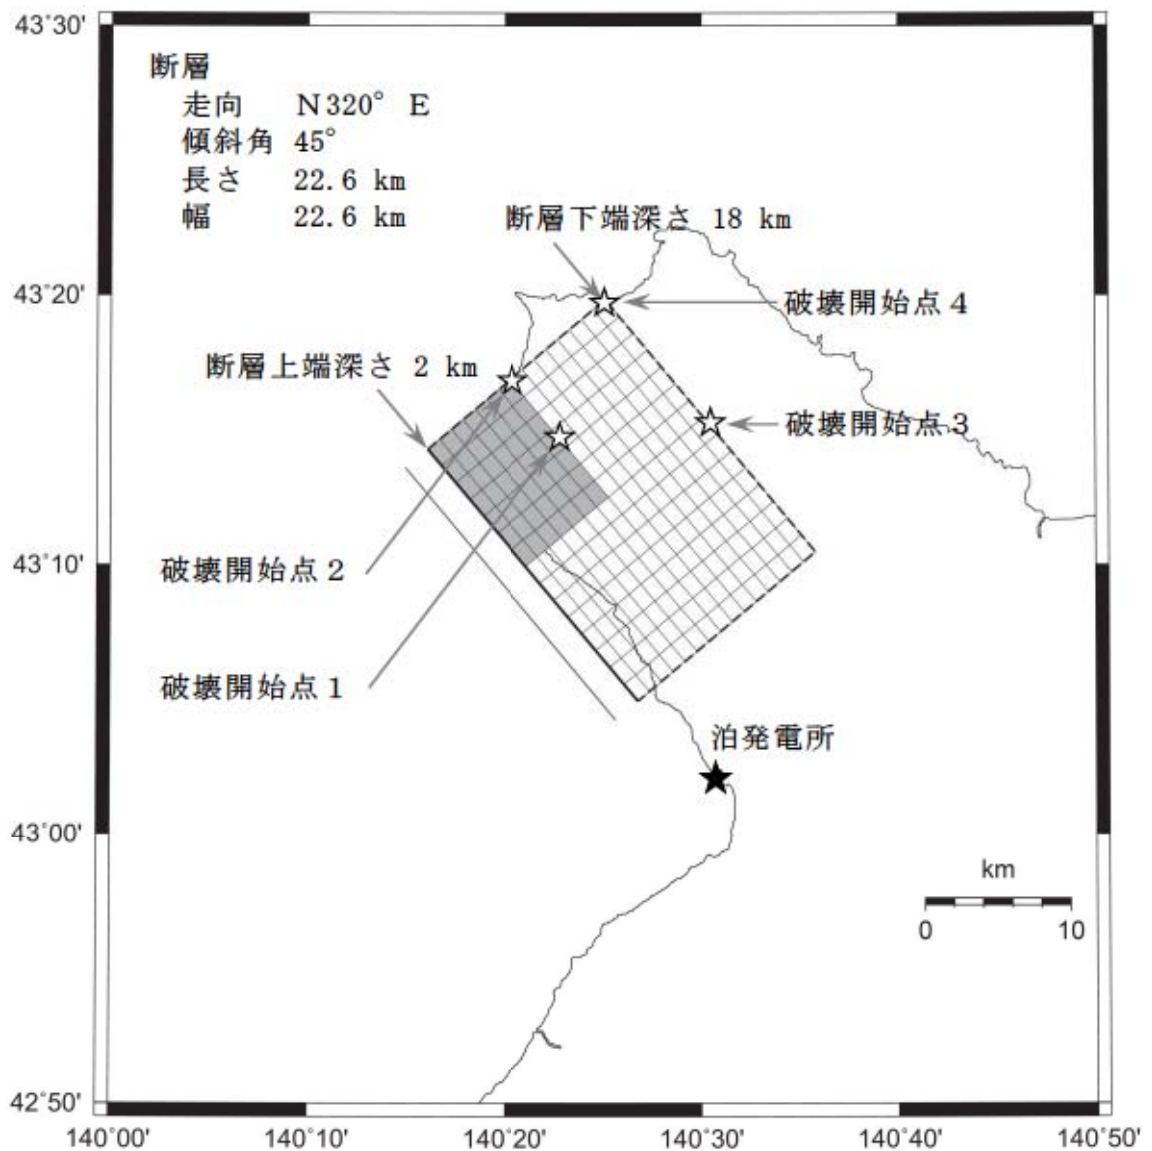 43°30'
断層
走向 N320° E
傾斜角 45°
長さ 22.6 km
幅 22.6 km
断層下端深さ 18 km
43°20'
破壊開始点4
断層上端深さ 2 km
破壊開始点3
43°10'
破壊開始点2
破壊開始点1
泊発電所
43°00'
km
0 10
42°50'
140°00' 140°10' 140°20' 140°30' 140°40' 140°50'